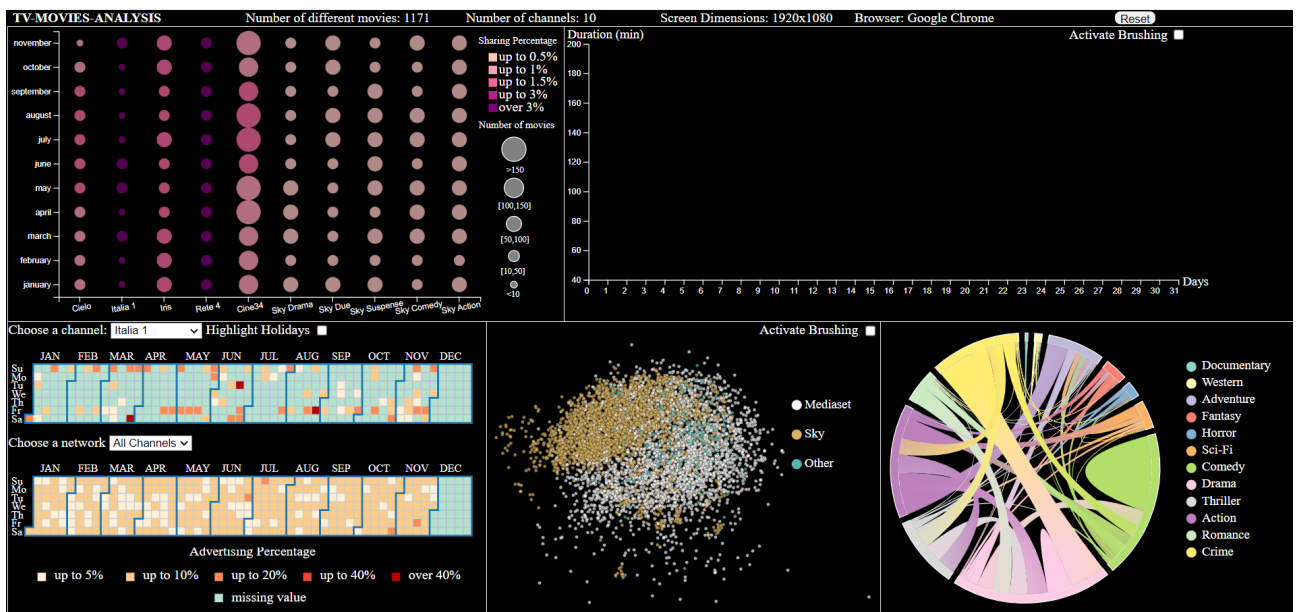 TV-MOVIES-ANALYSIS Number of different movies: 1171 Number of channels: 10 Screen Dimensions: 1920x1080 Browser: Google Chrome Reset
november
october
september
august
july
june
may
april
march
february
january
Cielo Italia 1 Iris Rete 4 Cine34 Sky Drama Sky Due Sky Suspense Sky Comedy Sky Action
Sharing Percentage
up to 0.5%
up to 1%
up to 1.5%
up to 3%
over 3%
Number of movies
>150
[100,150]
[50,100]
[10,50]
<10
Duration (min) Activate Brushing
200
180
160
140
120
100
80
60
40
0 1 2 3 4 5 6 7 8 9 10 11 12 13 14 15 16 17 18 19 20 21 22 23 24 25 26 27 28 29 30 31 Days
Choose a channel: Italia 1 Highlight Holidays
JAN FEB MAR APR MAY JUN JUL AUG SEP OCT NOV DEC
Su
Mo
Tu
We
Th
Fr
Sa
Choose a network All Channels
JAN FEB MAR APR MAY JUN JUL AUG SEP OCT NOV DEC
Su
Mo
Tu
We
Th
Fr
Sa
Advertising Percentage
up to 5% up to 10% up to 20% up to 40% over 40%
missing value
Activate Brushing
Mediaset
Sky
Other
Documentary
Western
Adventure
Fantasy
Horror
Sci-Fi
Comedy
Drama
Thriller
Action
Romance
Crime